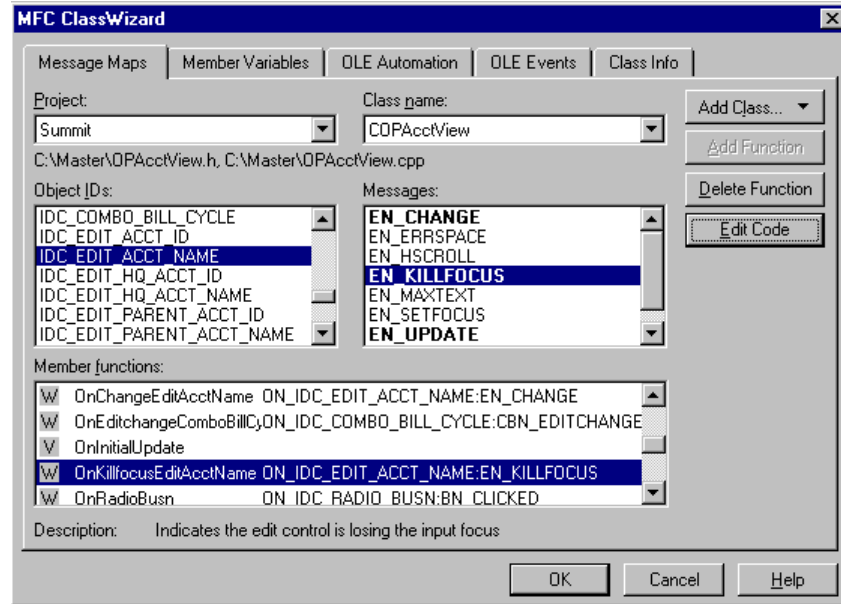 MFC ClassWizard
Message Maps Member Variables OLE Automation OLE Events Class Info
Project: Class name:
Summit COPAcctView
Add Class...
C:\Master\OPAcctView.h, C:\Master\OPAcctView.cpp
Add Function
Object IDs: Messages:
Delete Function
IDC_COMBO_BILL_CYCLE EN_CHANGE
Edit Code
IDC_EDIT_ACCT_ID EN_ERRSPACE
IDC_EDIT_ACCT_NAME EN_HSCROLL
IDC_EDIT_HQ_ACCT_ID EN_KILLFOCUS
IDC_EDIT_HQ_ACCT_NAME EN_MAXTEXT
IDC_EDIT_PARENT_ACCT_ID EN_SETFOCUS
IDC_EDIT_PARENT_ACCT_NAME EN_UPDATE
Member functions:
W OnChangeEditAcctName ON_IDC_EDIT_ACCT_NAME:EN_CHANGE
W OnEditchangeComboBillCy ON_IDC_COMBO_BILL_CYCLE:CBN_EDITCHANGE
V OnInitialUpdate
W OnKillfocusEditAcctName ON_IDC_EDIT_ACCT_NAME:EN_KILLFOCUS
W OnRadioBusn ON_IDC_RADIO_BUSN:BN_CLICKED
Description: Indicates the edit control is losing the input focus
OK Cancel Help